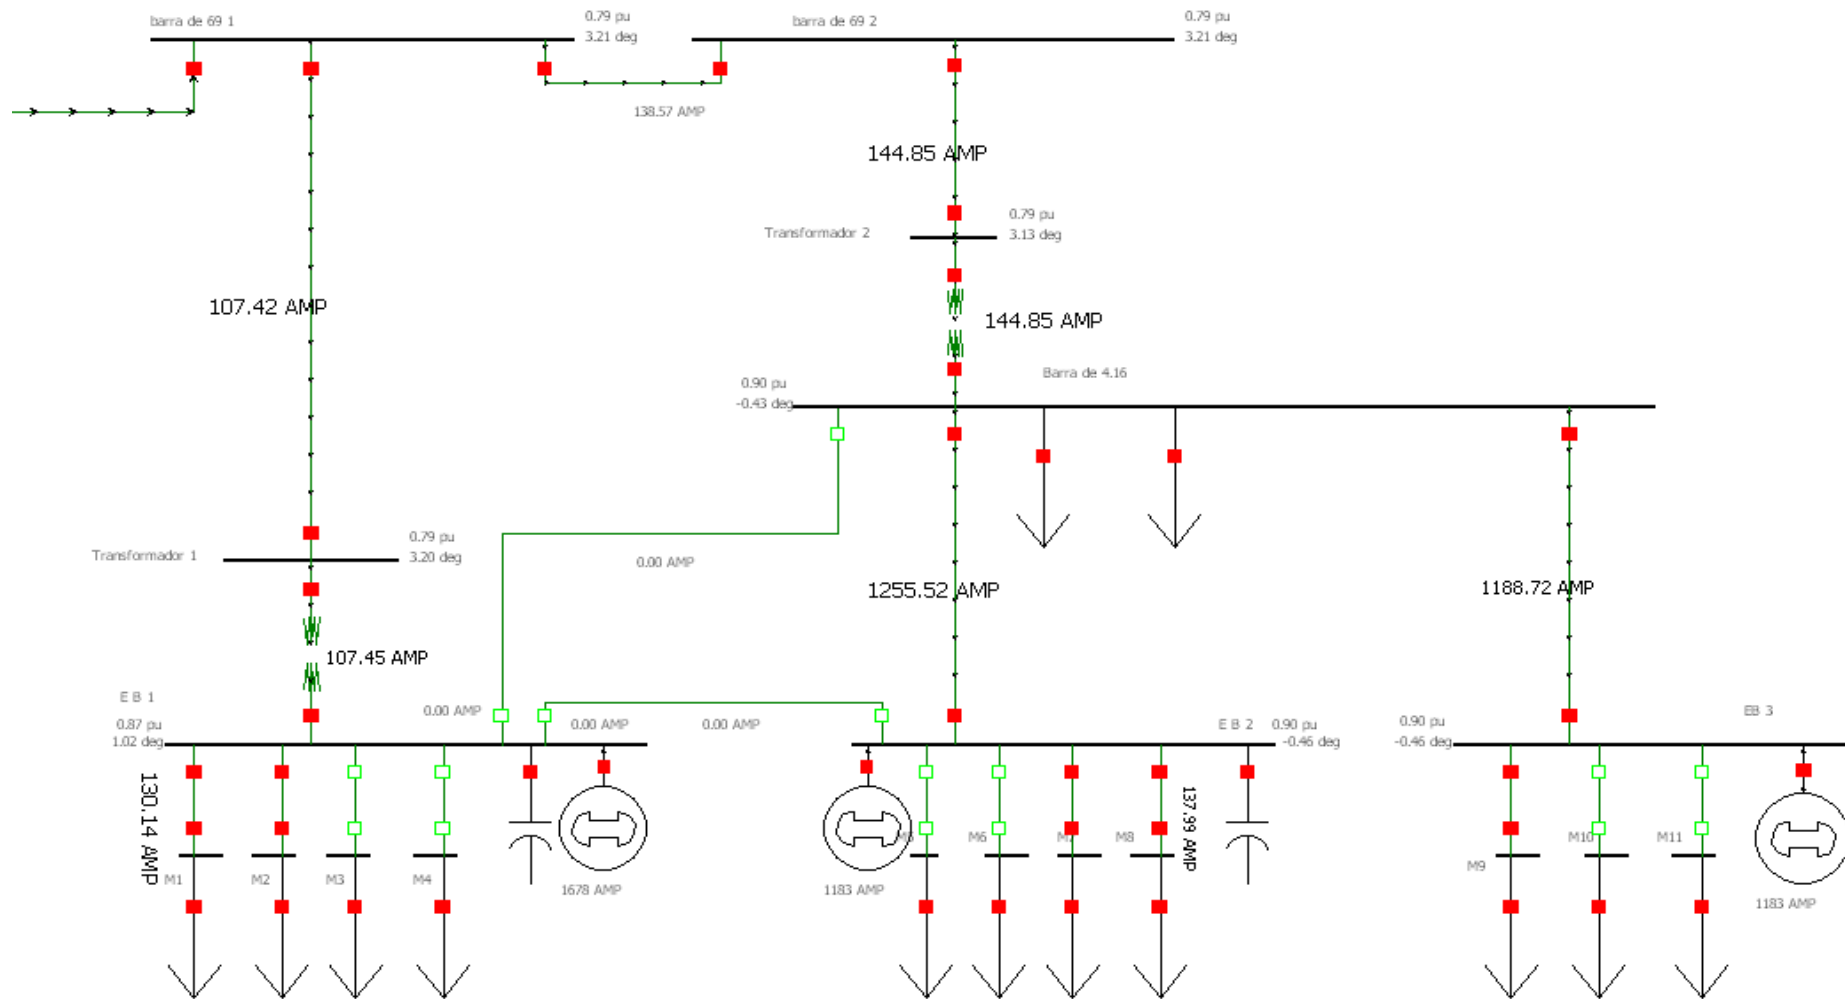 barra de 69 1
0.79 pu
3.21 deg
barra de 69 2
0.79 pu
3.21 deg
138.57 AMP
144.85 AMP
Transformador 2
0.79 pu
3.13 deg
107.42 AMP
144.85 AMP
Barra de 4.16
0.90 pu
-0.43 deg
Transformador 1
0.79 pu
3.20 deg
0.00 AMP
1255.52 AMP
1188.72 AMP
107.45 AMP
E B 1
0.87 pu
1.02 deg
0.00 AMP
0.00 AMP
0.00 AMP
E B 2
0.90 pu
-0.46 deg
0.90 pu
-0.46 deg
EB 3
130.14 AMP
137.99 AMP
M1
M2
M3
M4
1678 AMP
1183 AMP
M6
M8
M9
M10
M11
1183 AMP